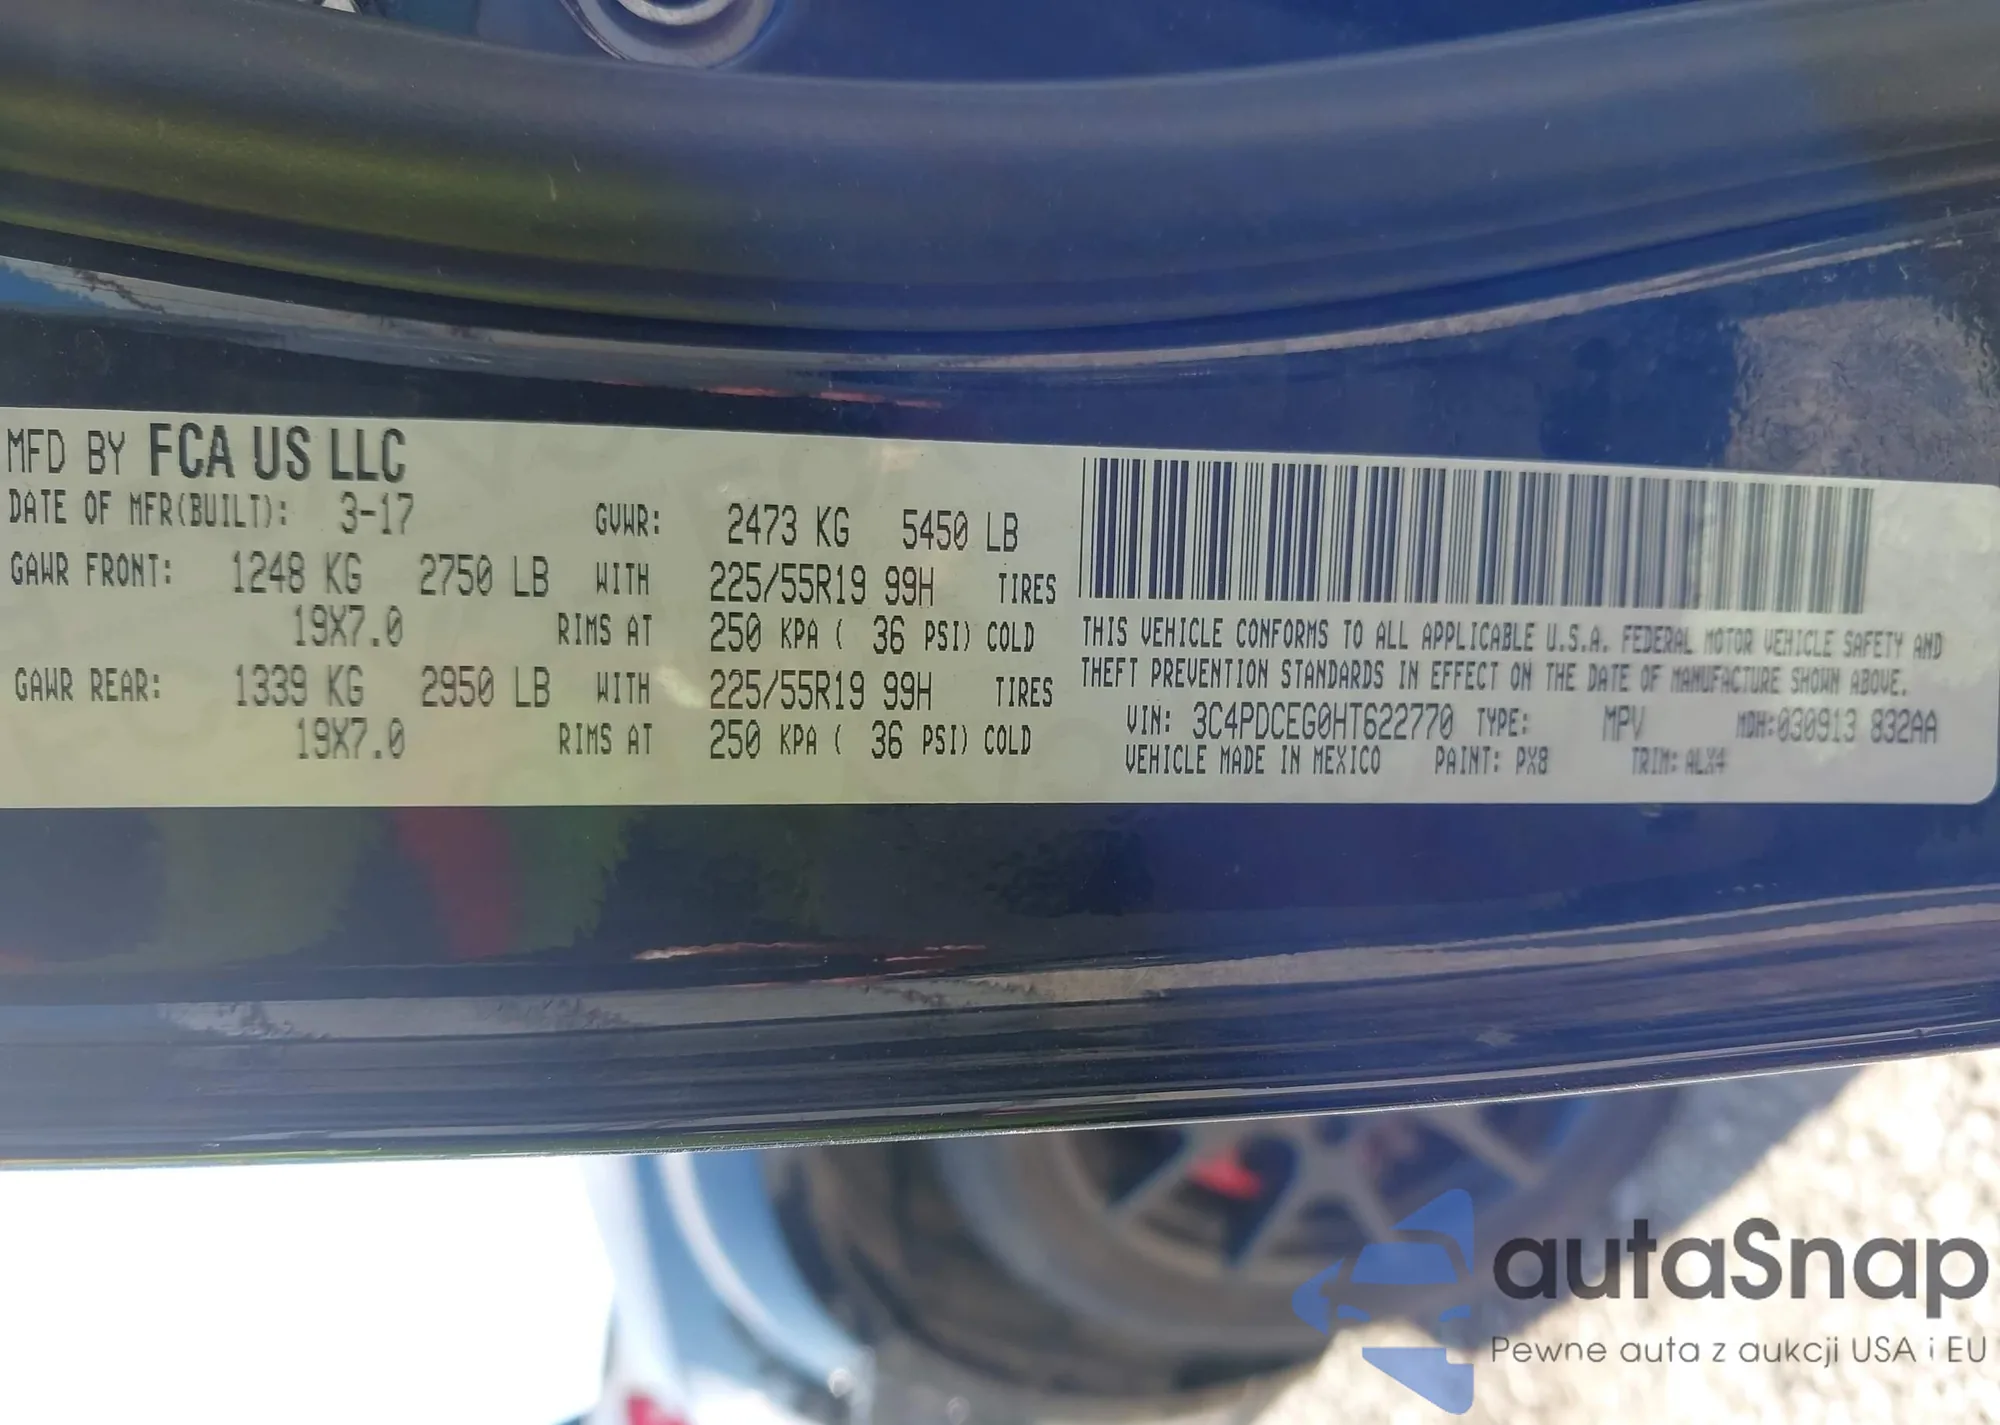 MFD BY FCA US LLC
DATE OF MFR(BUILT): 3-17 GVWR: 2473 KG 5450 LB
GAWR FRONT: 1248 KG 2750 LB WITH 225/55R19 99H TIRES
19X7.0 RIMS AT 250 KPA ( 36 PSI) COLD
GAWR REAR: 1339 KG 2950 LB WITH 225/55R19 99H TIRES
19X7.0 RIMS AT 250 KPA ( 36 PSI) COLD
THIS VEHICLE CONFORMS TO ALL APPLICABLE U.S.A. FEDERAL MOTOR VEHICLE SAFETY AND
THEFT PREVENTION STANDARDS IN EFFECT ON THE DATE OF MANUFACTURE SHOWN ABOVE.
VIN: 3C4PDCEG0HT622770 TYPE: MPV MDH:030913 832AA
VEHICLE MADE IN MEXICO PAINT: PX8 TRIM: ALX4
autaSnap
Pewne auta z aukcji USA i EU